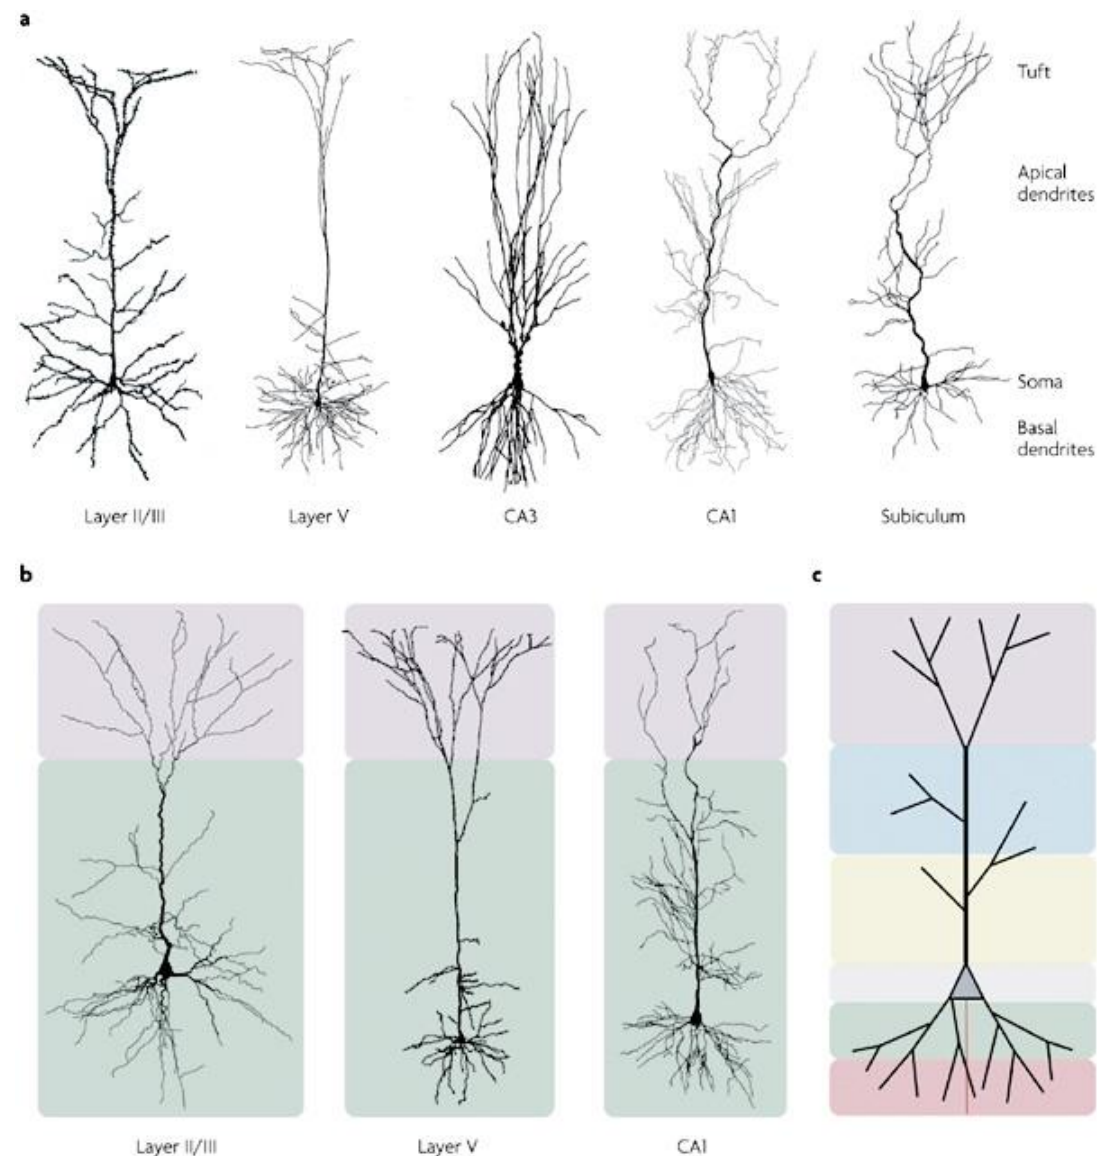 a
Tuft
Apical
dendrites
Soma
Basal
dendrites
Layer II/III
Layer V
CA3
CA1
Subiculum
b
c
Layer II/III
Layer V
CA1